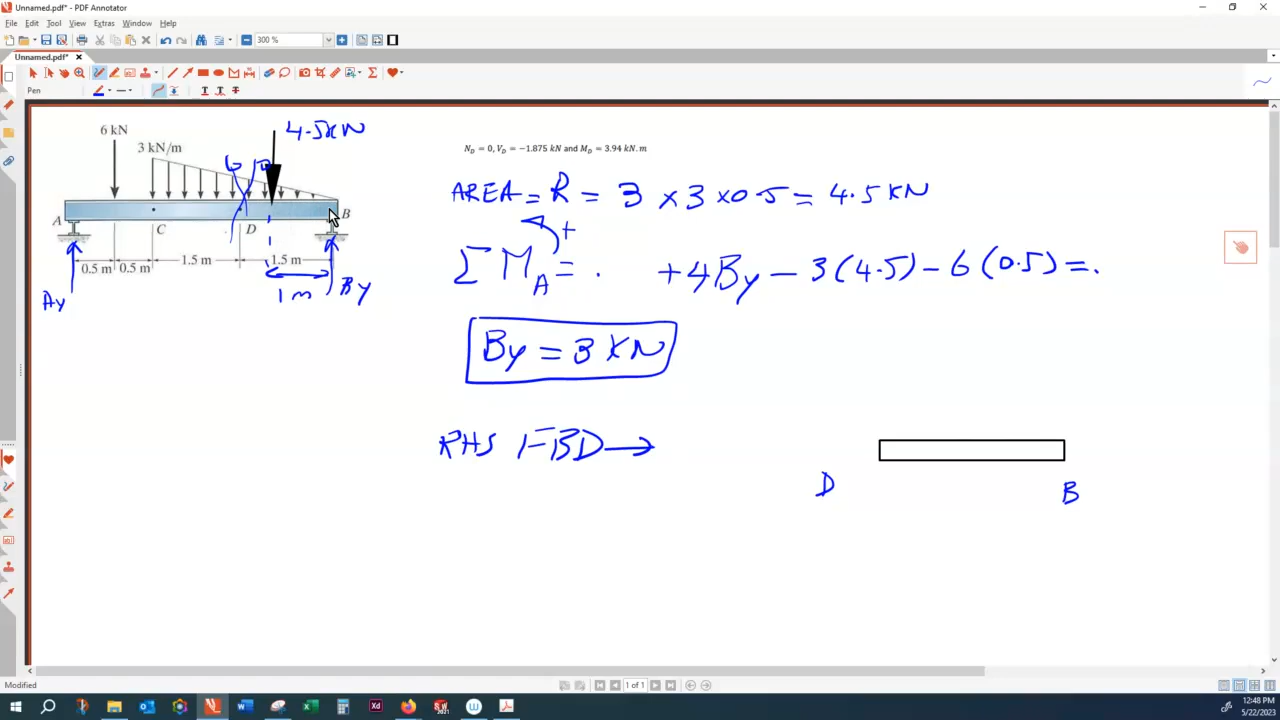 Unnamed.pdf* - PDF Annotator
File Edit Tool View Extras Window Help
300 %
Unnamed.pdf*
Pen
6 kN
4.5KN
3 kN/m
A
B
C
D
0.5 m 0.5 m 1.5 m 1.5 m
1 m
Ay
By
N_D = 0, V_D = −1.875 kN and M_D = 3.94 kN.m
AREA = R = 3 × 3 × 0.5 = 4.5 KN
+
Σ M_A = . +4By − 3(4.5) − 6(0.5) = .
By = 3 KN
RHS FBD →
D
B
1 of 1
Modified
12:48 PM
5/22/2023